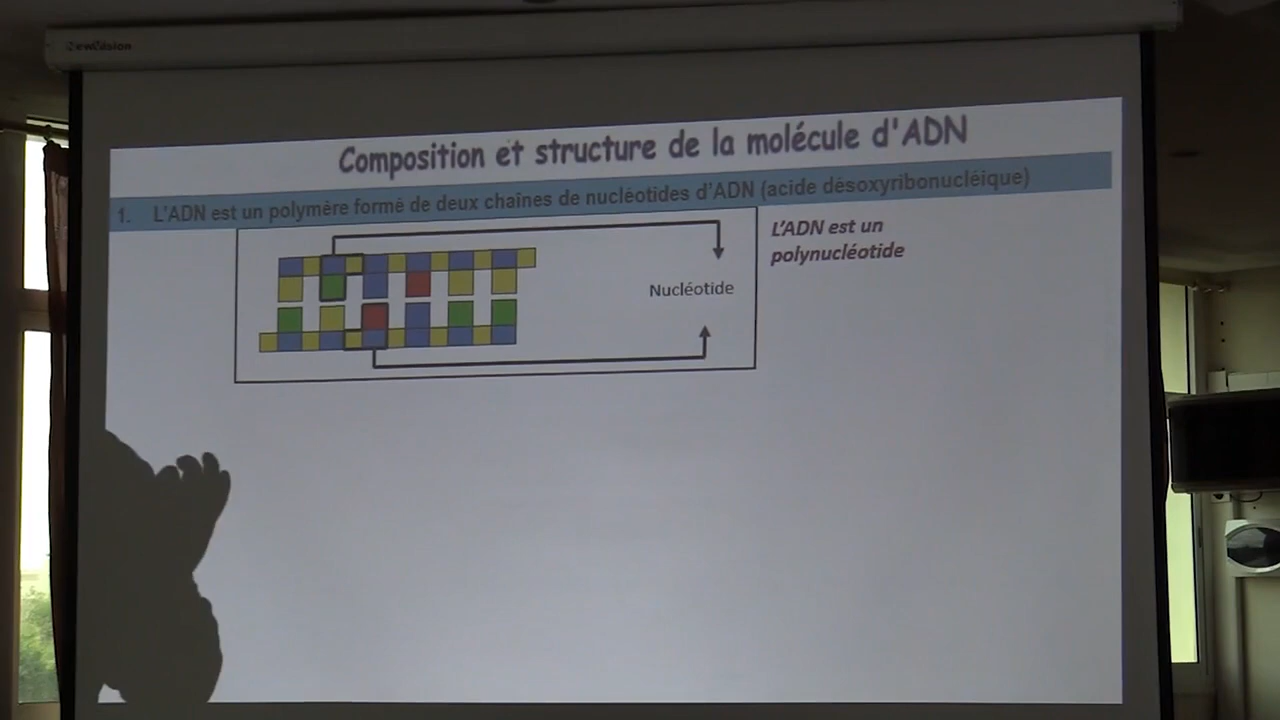 Composition et structure de la molécule d'ADN
1. L'ADN est un polymère formé de deux chaînes de nucléotides d'ADN (acide désoxyribonucléique)
L'ADN est un
polynucléotide
Nucléotide